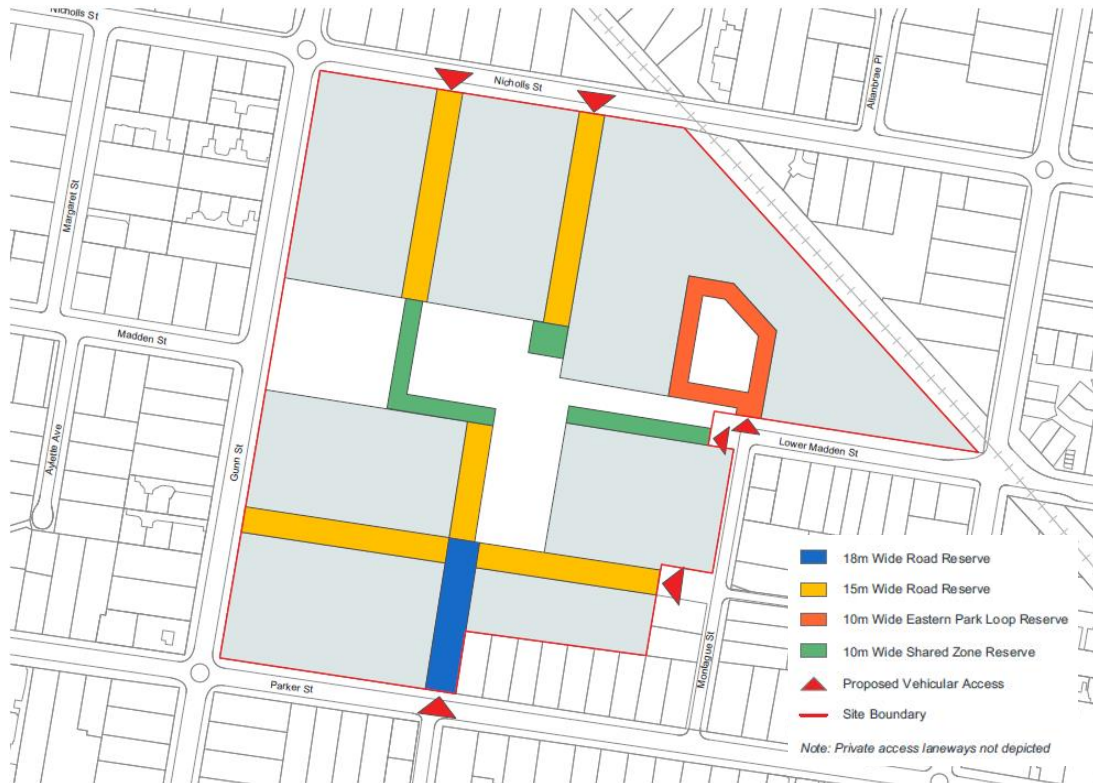 Nicholls St
Nicholls St
Allanbrae Pl
Margaret St
Madden St
Aylette Ave
Gunn St
Lower Madden St
Montague St
Parker St
18m Wide Road Reserve
15m Wide Road Reserve
10m Wide Eastern Park Loop Reserve
10m Wide Shared Zone Reserve
Proposed Vehicular Access
Site Boundary
Note: Private access laneways not depicted